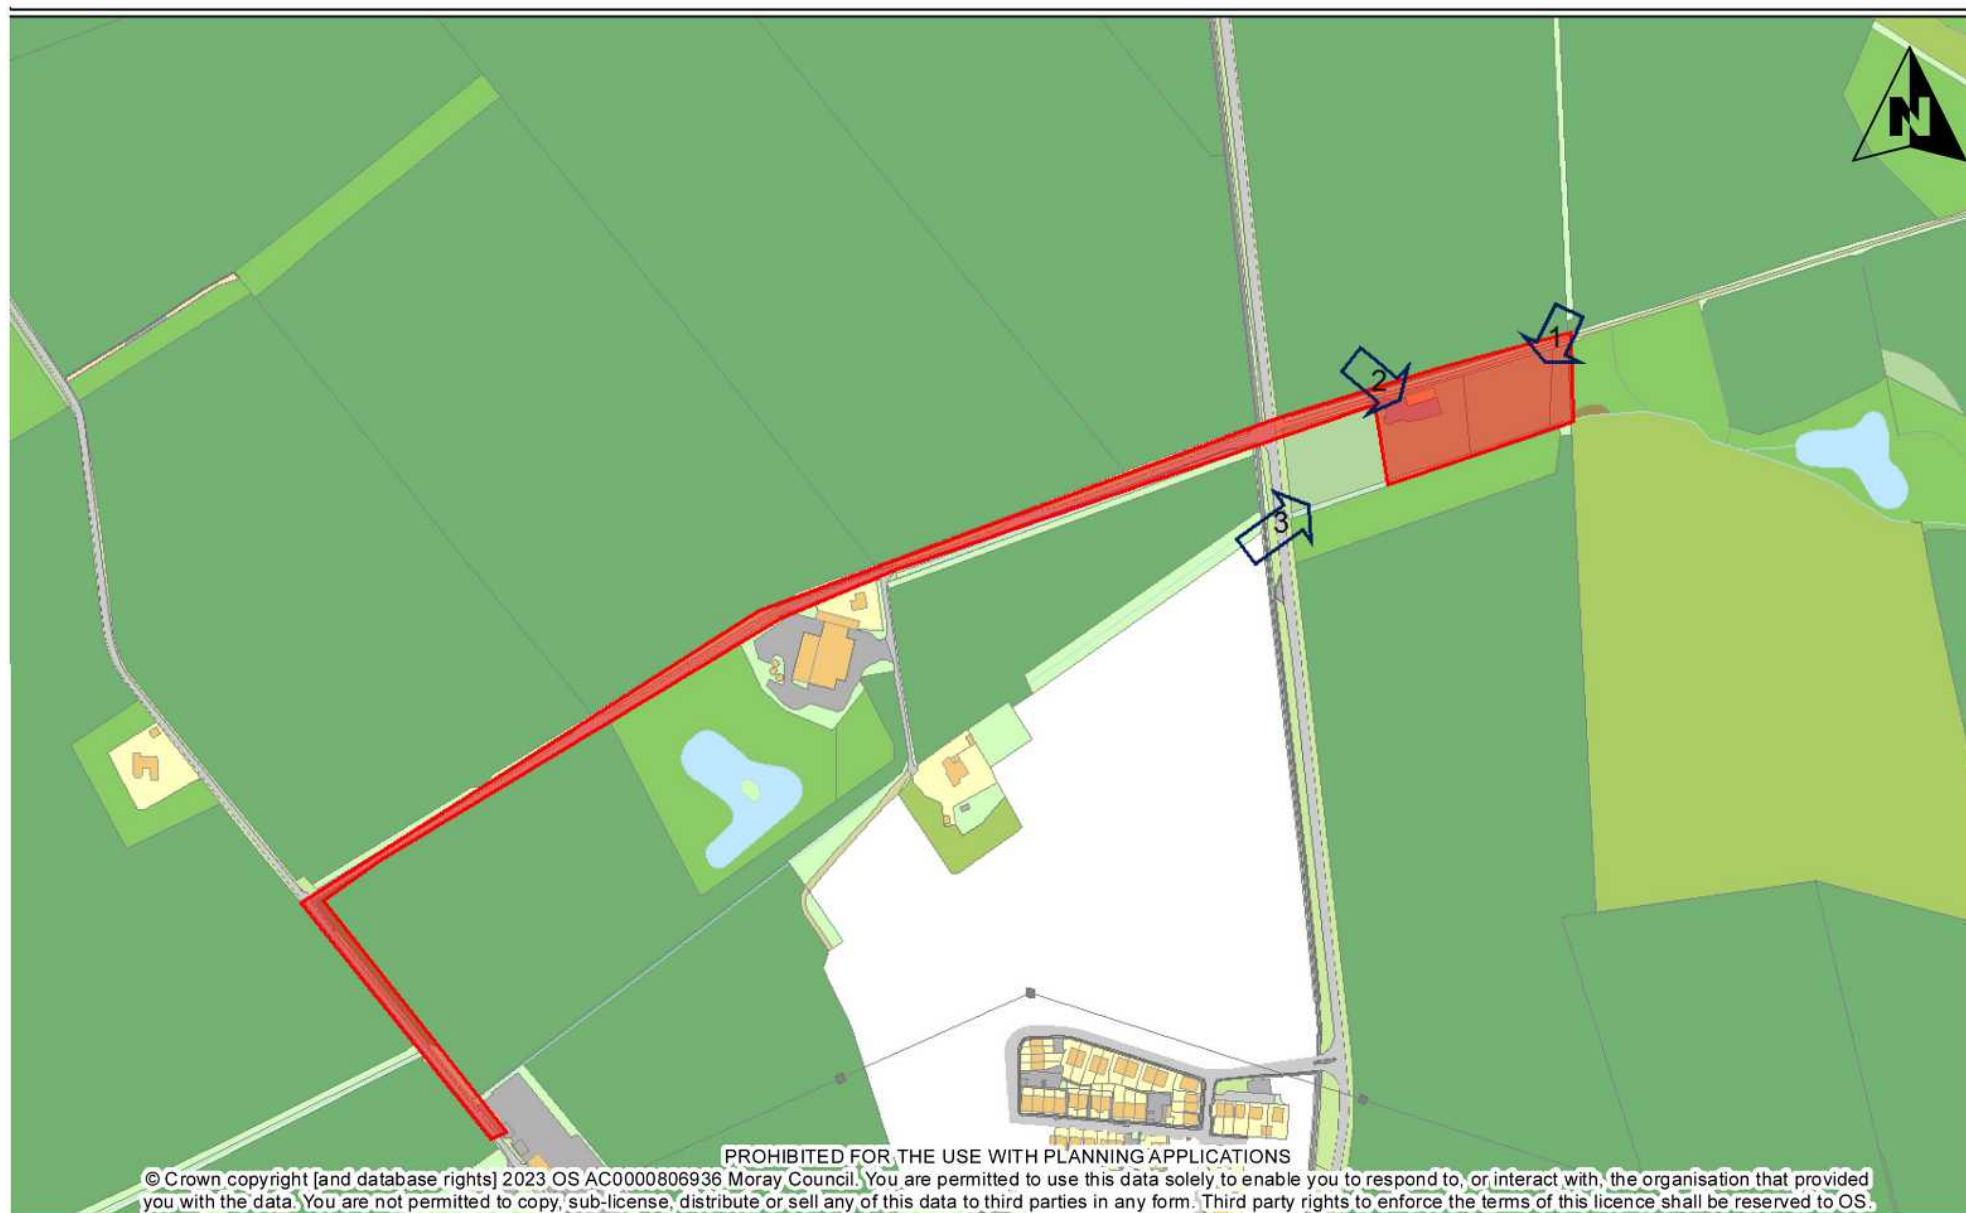 N
1
2
3
PROHIBITED FOR THE USE WITH PLANNING APPLICATIONS
© Crown copyright [and database rights] 2023 OS AC0000806936 Moray Council. You are permitted to use this data solely to enable you to respond to, or interact with, the organisation that provided
you with the data. You are not permitted to copy, sub-license, distribute or sell any of this data to third parties in any form. Third party rights to enforce the terms of this licence shall be reserved to OS.